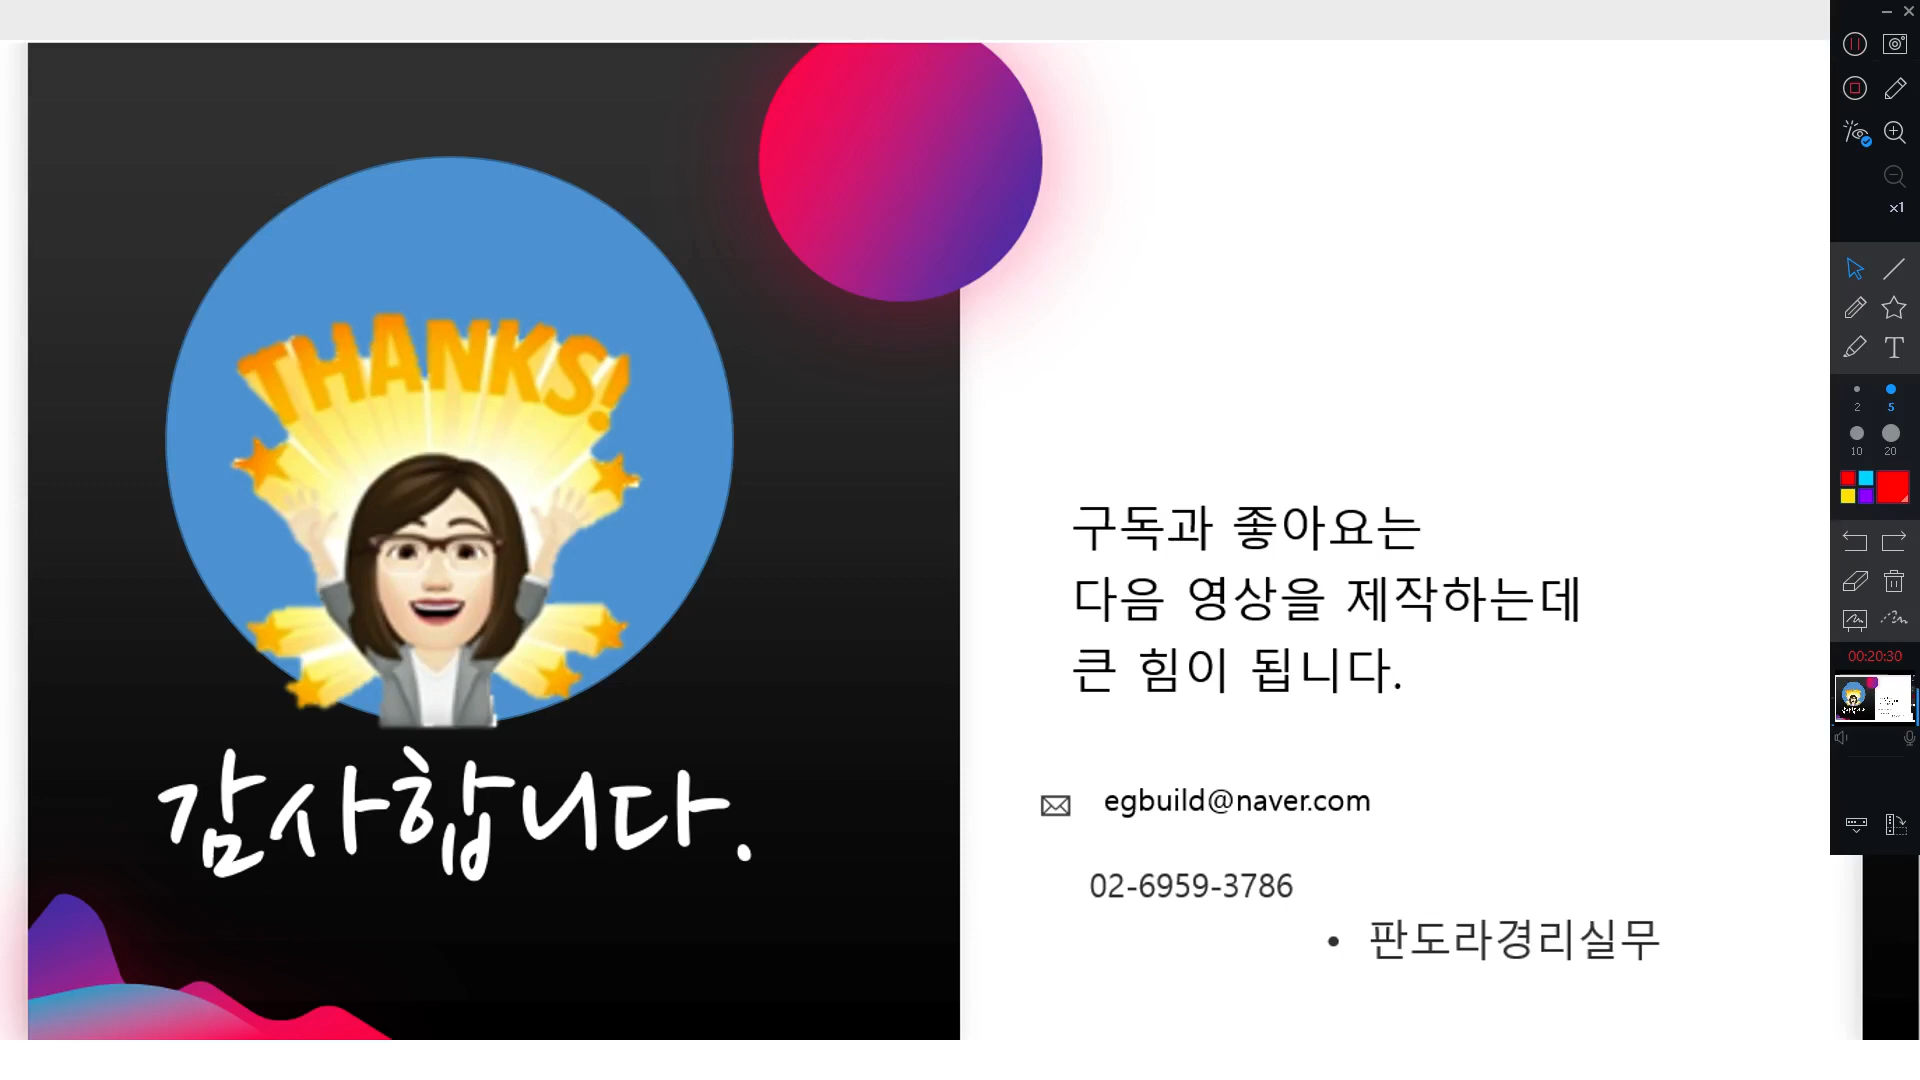 THANKS!
감사합니다.
구독과 좋아요는
다음 영상을 제작하는데
큰 힘이 됩니다.
egbuild@naver.com
02-6959-3786
• 판도라경리실무
x1
T
2 5
10 20
00:20:30